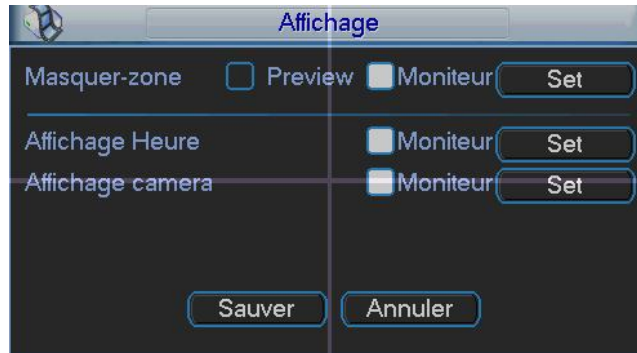 Affichage
Masquer-zone Preview Moniteur Set
Affichage Heure Moniteur Set
Affichage camera Moniteur Set
Sauver Annuler